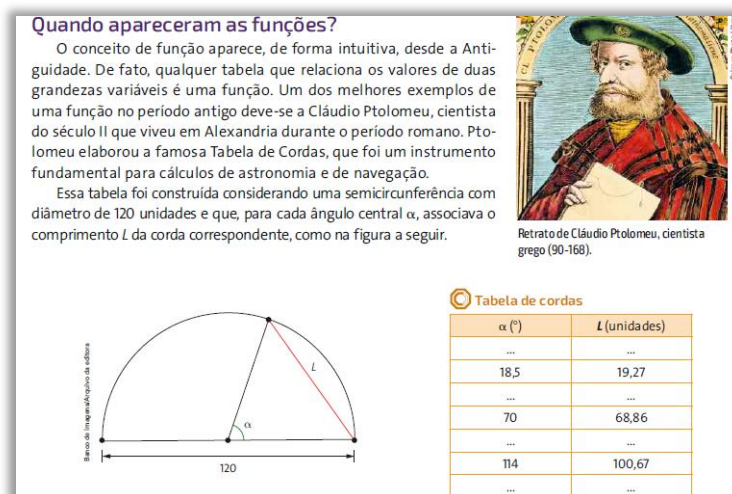 Quando apareceram as funções?
O conceito de função aparece, de forma intuitiva, desde a Anti-
guidade. De fato, qualquer tabela que relaciona os valores de duas
grandezas variáveis é uma função. Um dos melhores exemplos de
uma função no período antigo deve-se a Cláudio Ptolomeu, cientista
do século II que viveu em Alexandria durante o período romano. Pto-
lomeu elaborou a famosa Tabela de Cordas, que foi um instrumento
fundamental para cálculos de astronomia e de navegação.
Essa tabela foi construída considerando uma semicircunferência com
diâmetro de 120 unidades e que, para cada ângulo central α, associava o
comprimento L da corda correspondente, como na figura a seguir.
Retrato de Cláudio Ptolomeu, cientista
grego (90-168).
Banco de imagens/Arquivo da editora
L
α
120
Tabela de cordas
α (°) L (unidades)
... ...
18,5 19,27
... ...
70 68,86
... ...
114 100,67
... ...